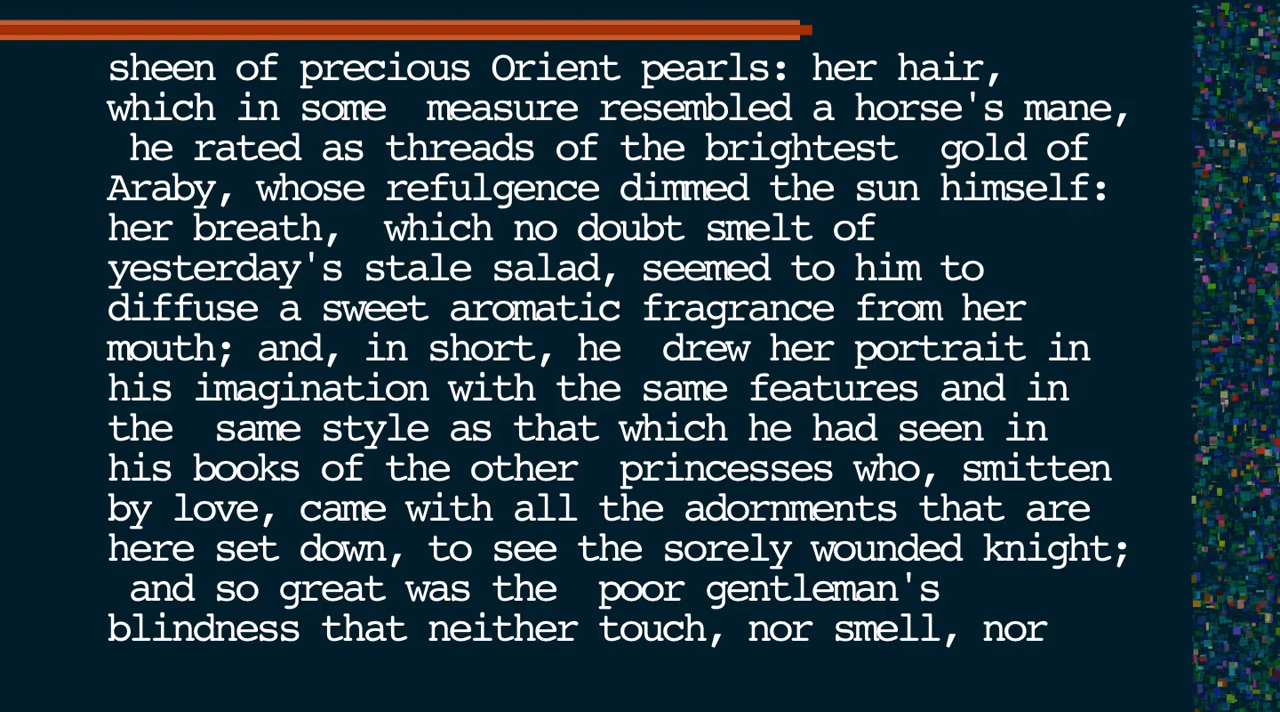 sheen of precious Orient pearls: her hair,
which in some  measure resembled a horse's mane,
 he rated as threads of the brightest  gold of
Araby, whose refulgence dimmed the sun himself:
her breath,  which no doubt smelt of
yesterday's stale salad, seemed to him to
diffuse a sweet aromatic fragrance from her
mouth; and, in short, he  drew her portrait in
his imagination with the same features and in
the  same style as that which he had seen in
his books of the other  princesses who, smitten
by love, came with all the adornments that are
here set down, to see the sorely wounded knight;
 and so great was the  poor gentleman's
blindness that neither touch, nor smell, nor